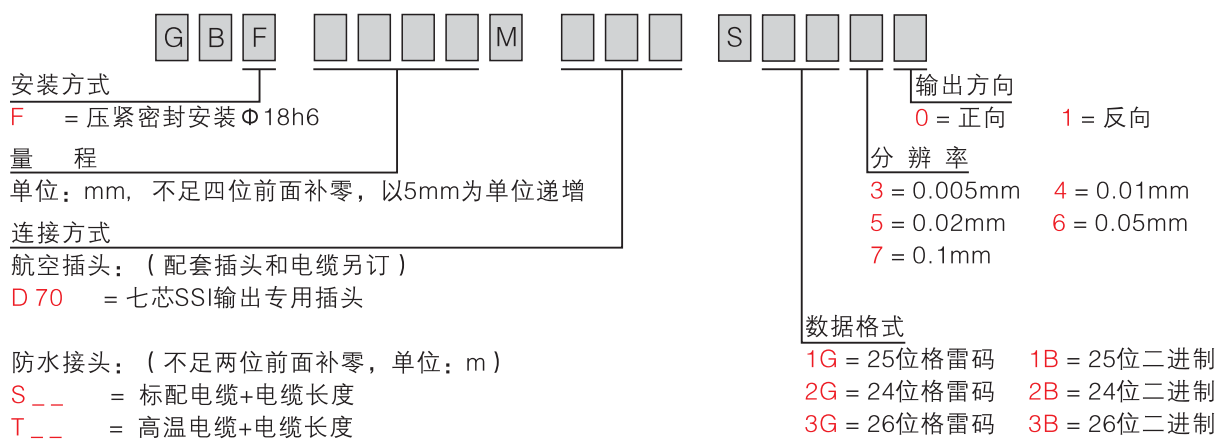 G B F M S
安装方式
F = 压紧密封安装Φ18h6
量 程
单位：mm，不足四位前面补零，以5mm为单位递增
连接方式
航空插头：（配套插头和电缆另订）
D 70 = 七芯SSI输出专用插头
防水接头：（不足两位前面补零，单位：m）
S _ _ = 标配电缆+电缆长度
T _ _ = 高温电缆+电缆长度
输出方向
0 = 正向 1 = 反向
分 辨 率
3 = 0.005mm 4 = 0.01mm
5 = 0.02mm 6 = 0.05mm
7 = 0.1mm
数据格式
1G = 25位格雷码 1B = 25位二进制
2G = 24位格雷码 2B = 24位二进制
3G = 26位格雷码 3B = 26位二进制